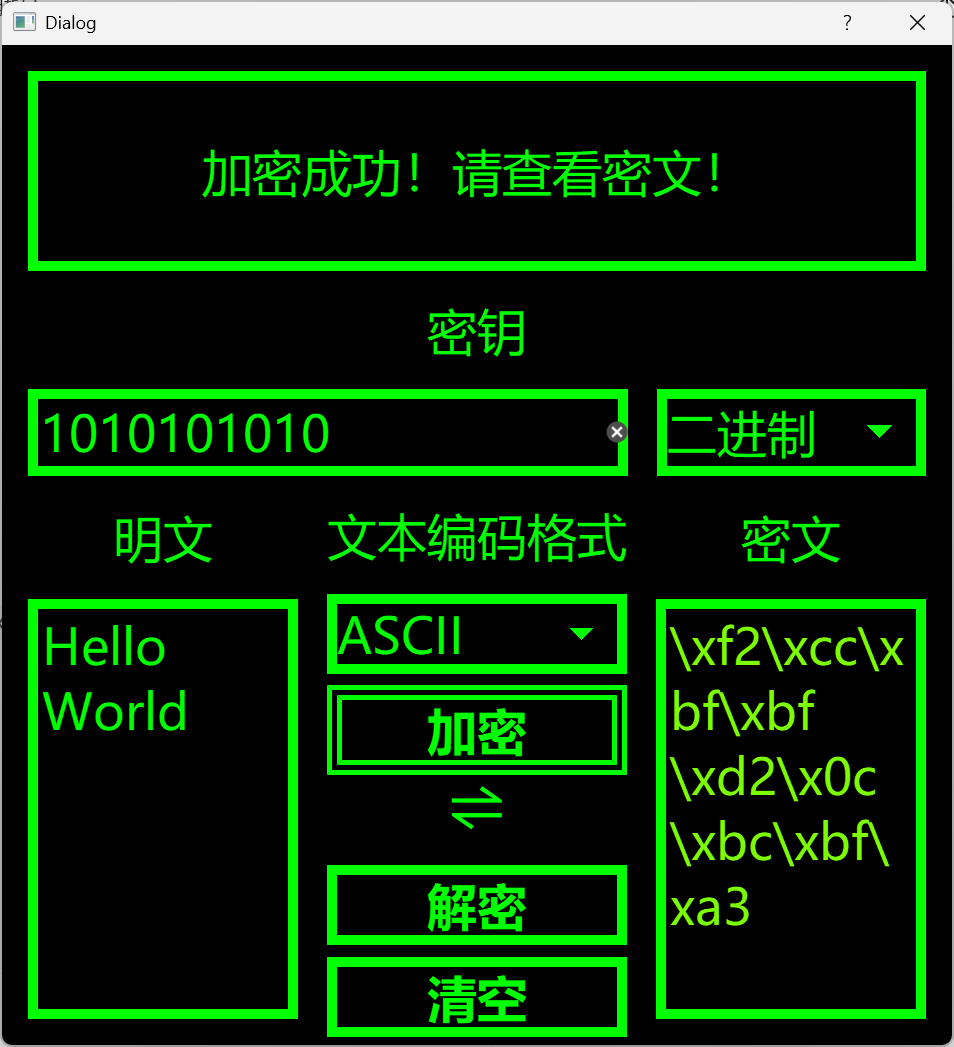 Dialog
加密成功！请查看密文！
密钥
1010101010
二进制
明文
文本编码格式
密文
Hello
World
ASCII
加密
⇌
解密
清空
\xf2\xcc\x
bf\xbf
\xd2\x0c
\xbc\xbf\
xa3